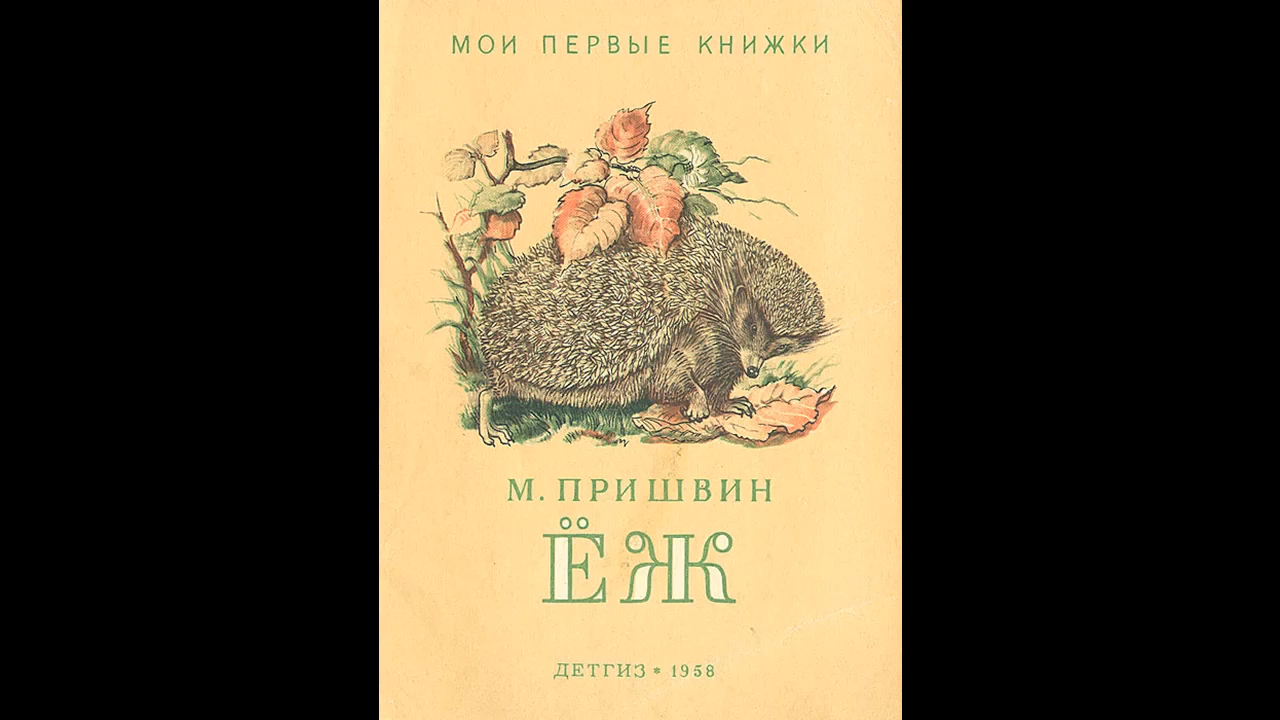 МОИ ПЕРВЫЕ КНИЖКИ
М. ПРИШВИН
ЁЖ
ДЕТГИЗ * 1958